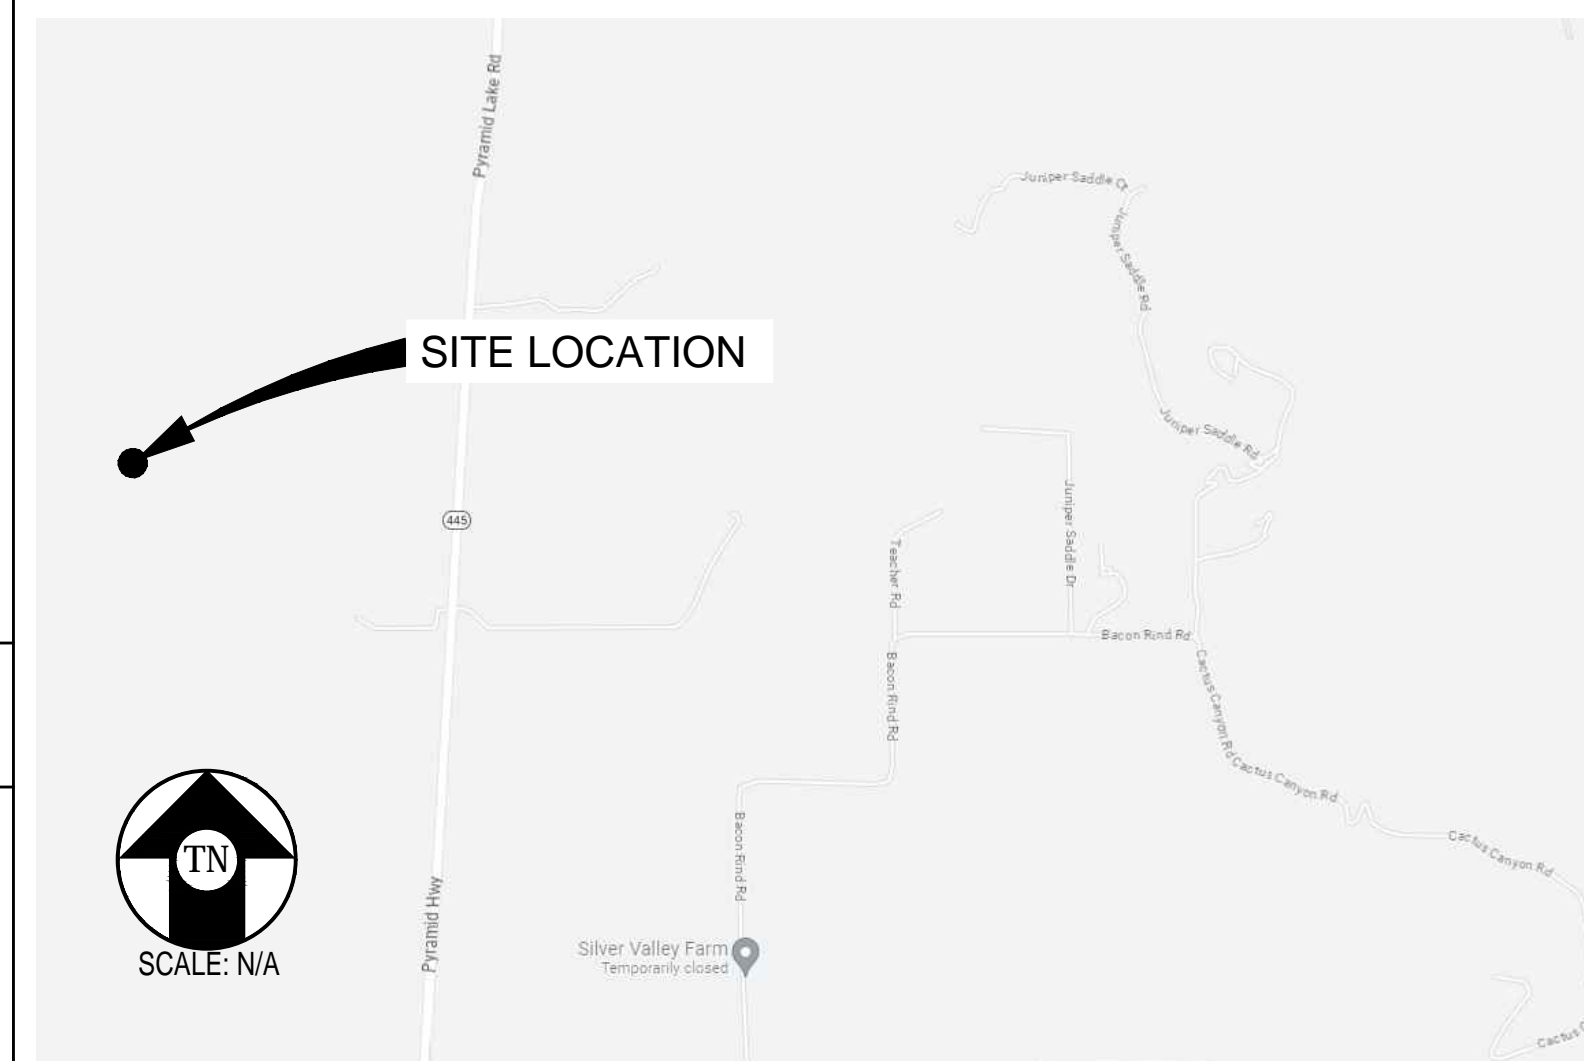 Pyramid Lake Rd
Juniper Saddle Ct
Juniper Saddle Rd
SITE LOCATION
Juniper Saddle Rd
445
Juniper Saddle Dr
Teacher Rd
Bacon Rind Rd
Bacon Rind Rd
Cactus Canyon Rd
Cactus Canyon Rd
Bacon Rind Rd
Cactus Canyon Rd
TN
Pyramid Hwy
SCALE: N/A
Silver Valley Farm
Temporarily closed
Cactus